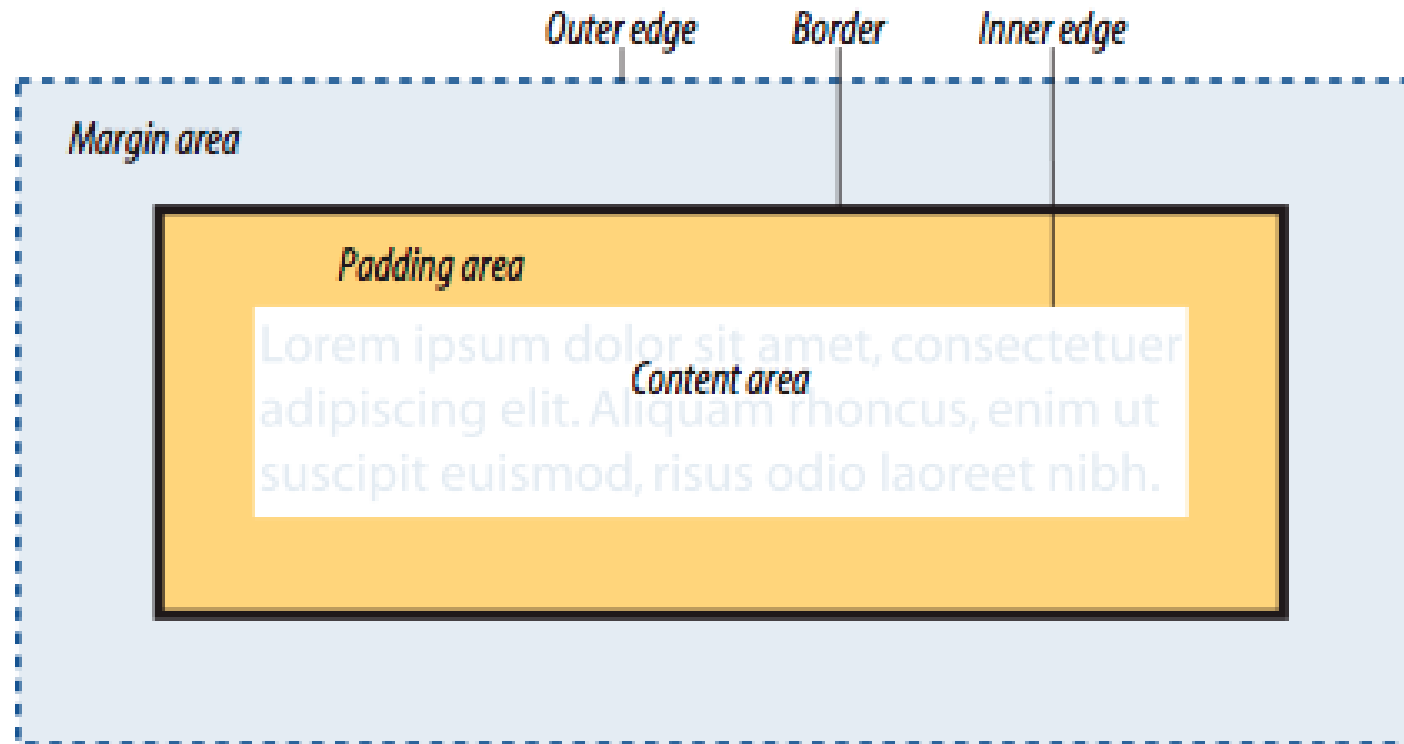 Outer edge Border Inner edge
Margin area
Padding area
Lorem ipsum dolor sit amet, consectetuer
Content area
adipiscing elit. Aliquam rhoncus, enim ut
suscipit euismod, risus odio laoreet nibh.